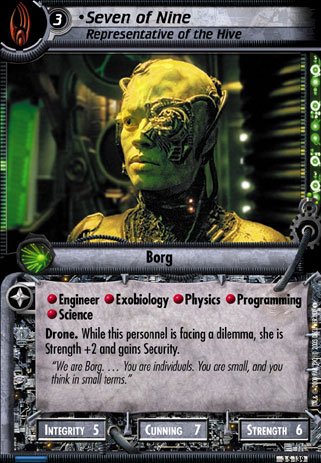 3 •Seven of Nine
Representative of the Hive
Borg
Engineer Exobiology Physics Programming
Science
Drone. While this personnel is facing a dilemma, she is
Strength +2 and gains Security.
"We are Borg. . . . You are individuals. You are small, and you
think in small terms."
INTEGRITY 5 CUNNING 7 STRENGTH 6